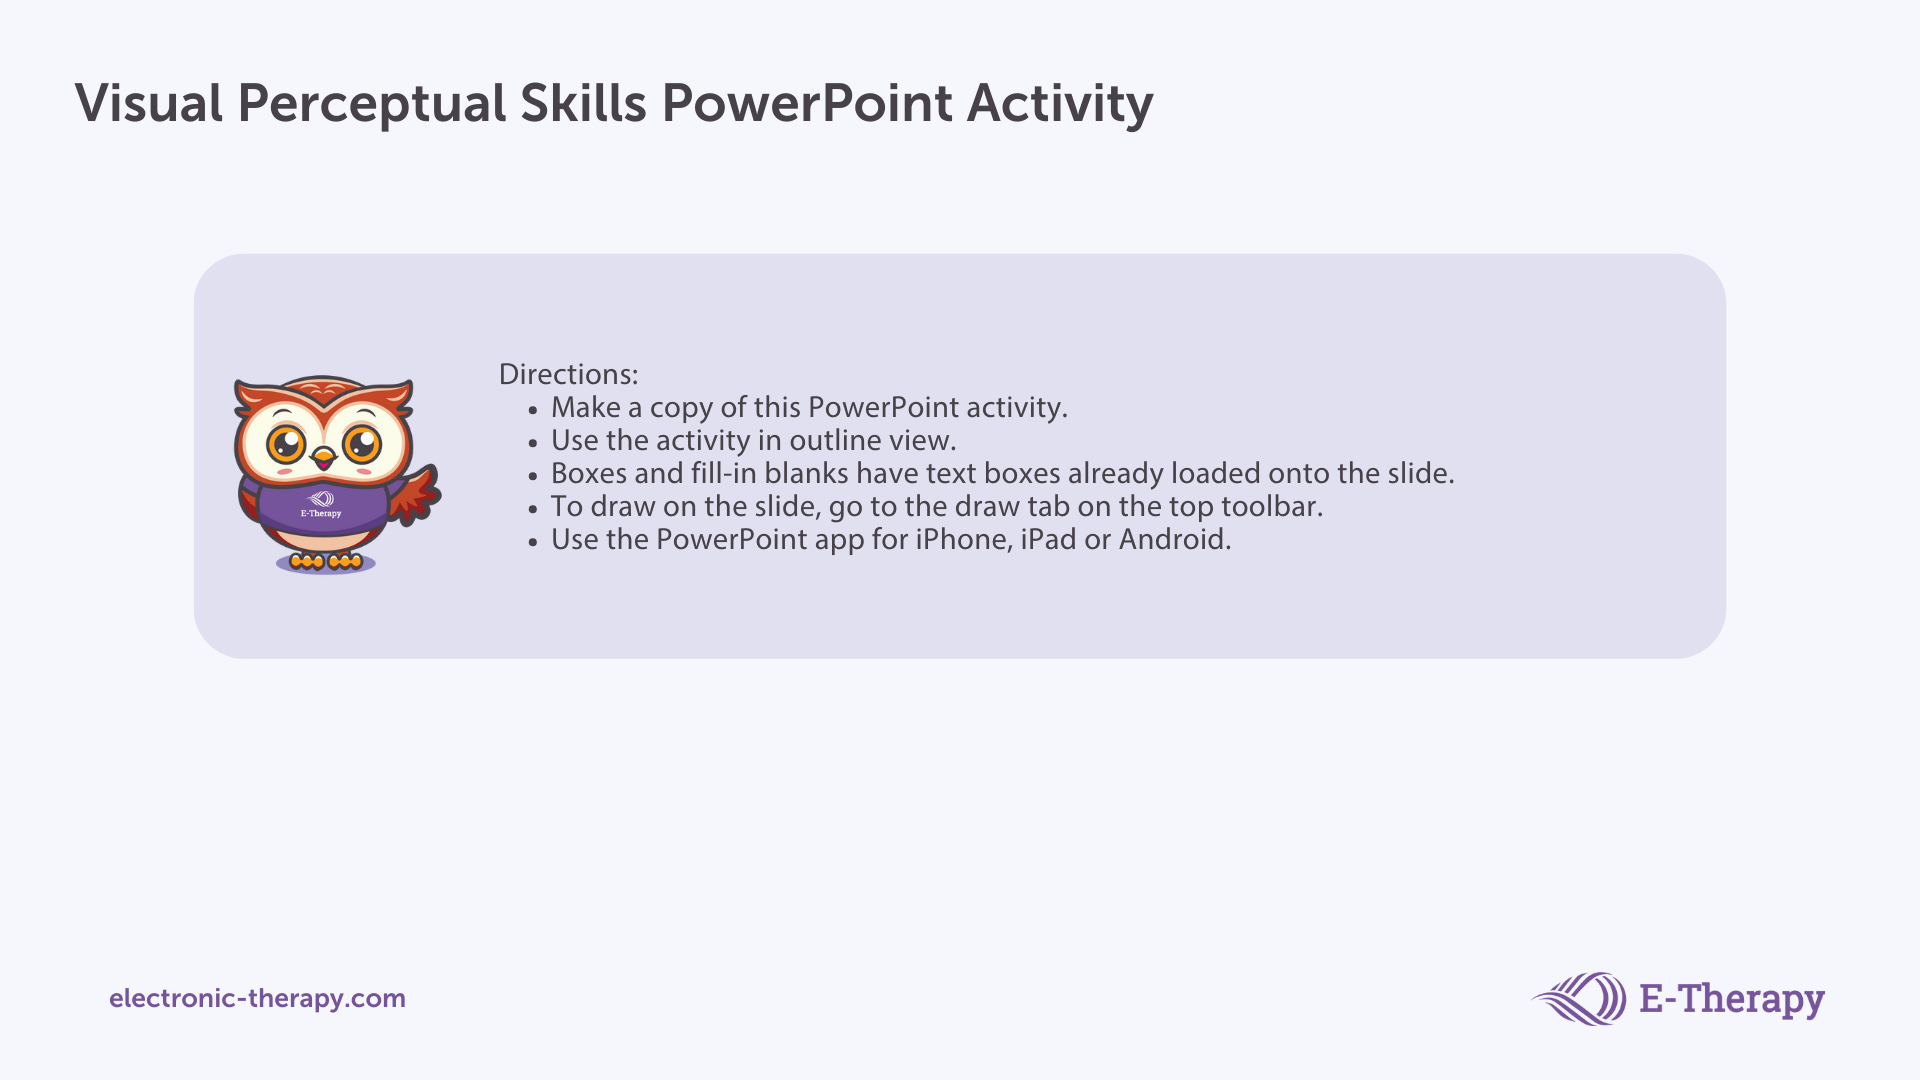 Visual Perceptual Skills PowerPoint Activity
Directions:
• Make a copy of this PowerPoint activity.
• Use the activity in outline view.
• Boxes and fill-in blanks have text boxes already loaded onto the slide.
• To draw on the slide, go to the draw tab on the top toolbar.
• Use the PowerPoint app for iPhone, iPad or Android.
E-Therapy
electronic-therapy.com
E-Therapy